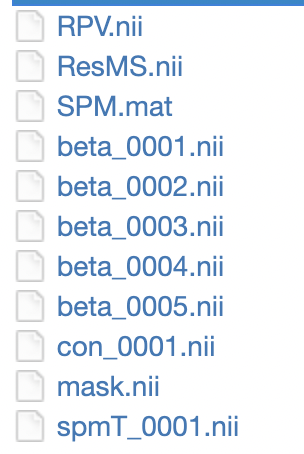 RPV.nii
ResMS.nii
SPM.mat
beta_0001.nii
beta_0002.nii
beta_0003.nii
beta_0004.nii
beta_0005.nii
con_0001.nii
mask.nii
spmT_0001.nii